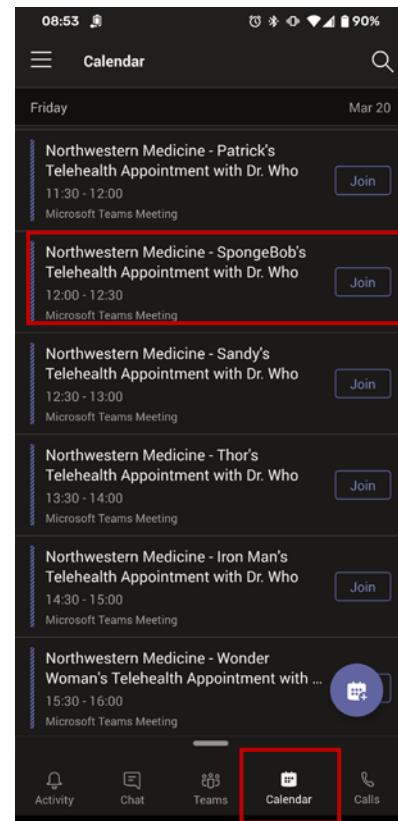 08:53 90%
Calendar
Friday Mar 20
Northwestern Medicine - Patrick's
Telehealth Appointment with Dr. Who
11:30 - 12:00
Microsoft Teams Meeting
Join
Northwestern Medicine - SpongeBob's
Telehealth Appointment with Dr. Who
12:00 - 12:30
Microsoft Teams Meeting
Join
Northwestern Medicine - Sandy's
Telehealth Appointment with Dr. Who
12:30 - 13:00
Microsoft Teams Meeting
Join
Northwestern Medicine - Thor's
Telehealth Appointment with Dr. Who
13:30 - 14:00
Microsoft Teams Meeting
Join
Northwestern Medicine - Iron Man's
Telehealth Appointment with Dr. Who
14:30 - 15:00
Microsoft Teams Meeting
Join
Northwestern Medicine - Wonder
Woman's Telehealth Appointment with ...
15:30 - 16:00
Microsoft Teams Meeting
Activity Chat Teams Calendar Calls